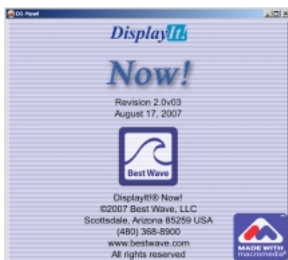 DI-Now!
DisplayIt!
Now!
Revision 2.0v03
August 17, 2007
Best Wave
DisplayIt!® Now!
©2007 Best Wave, LLC
Scottsdale, Arizona 85259 USA
(480) 368-8900
www.bestwave.com
All rights reserved
MADE WITH
macromedia®